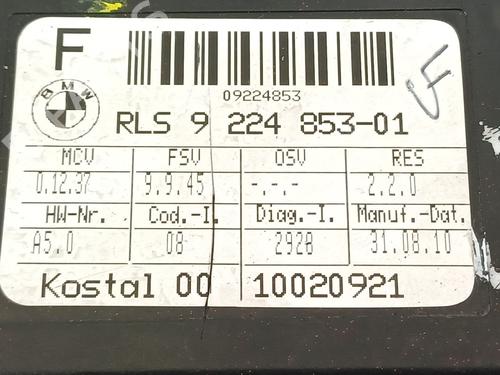 F
09224853
BMW
RLS 9 224 853-01
MCV FSV OSV RES
0.12.37 9.9.45 -.-.- 2.2.0
HW-Nr. Cod.-I. Diag.-I. Manuf.-Dat.
A5.0 08 2928 31.08.10
Kostal 00 10020921